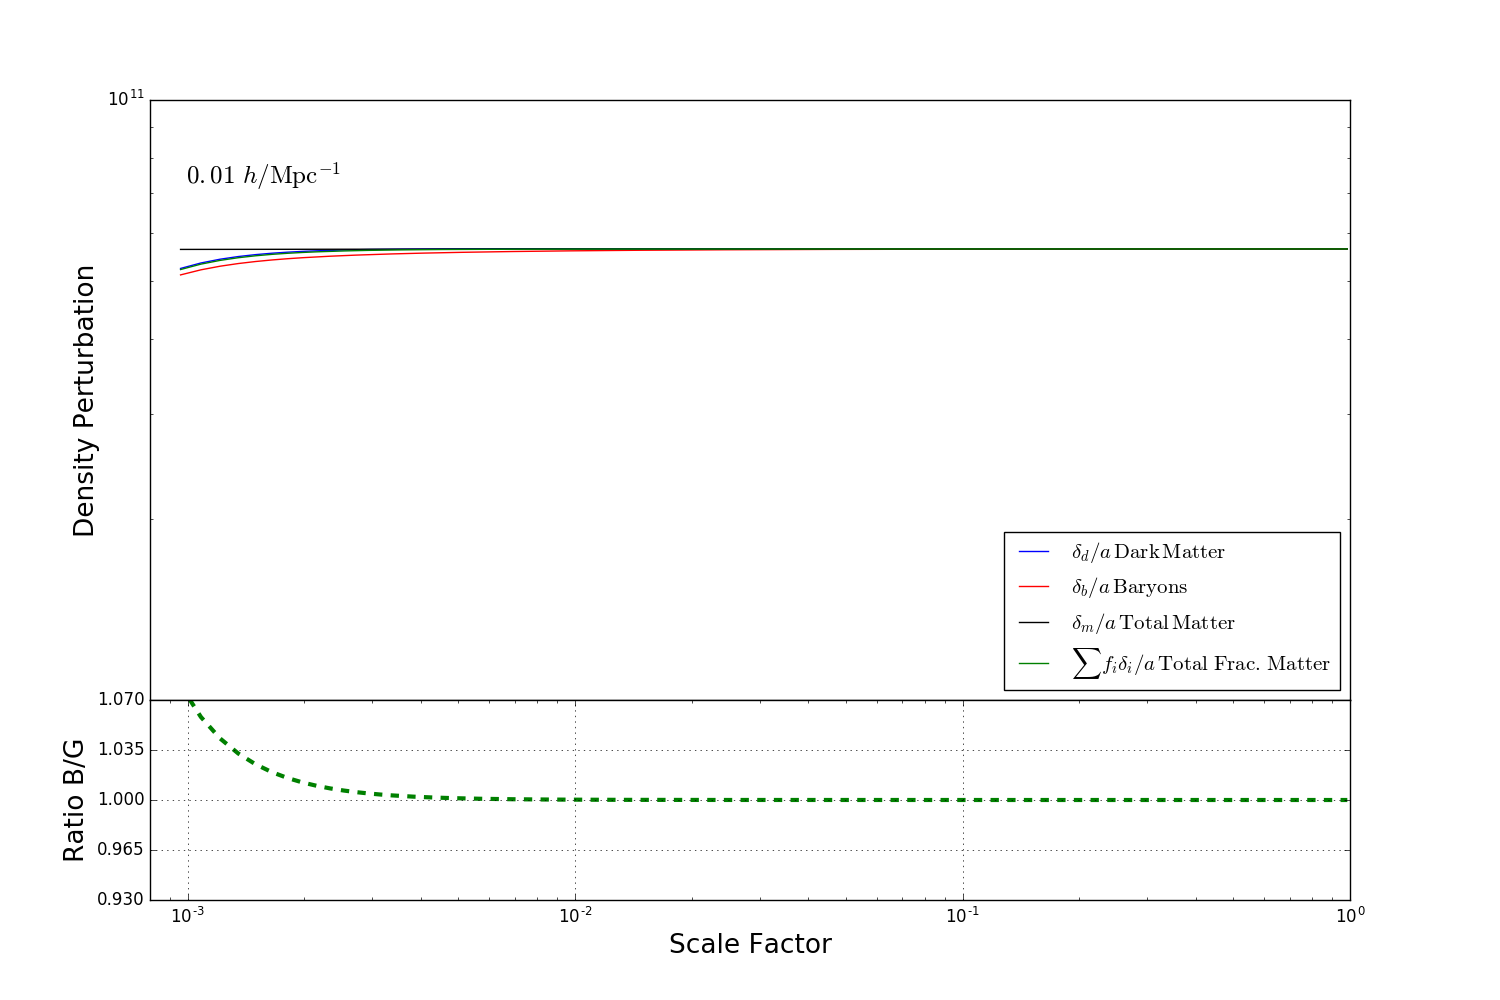 10^11
0.01 h/Mpc^−1
Density Perturbation
δ_d/a Dark Matter
δ_b/a Baryons
δ_m/a Total Matter
∑ f_i δ_i/a Total Frac. Matter
1.070
1.035
1.000
0.965
0.930
Ratio B/G
10^-3
10^-2
10^-1
10^0
Scale Factor